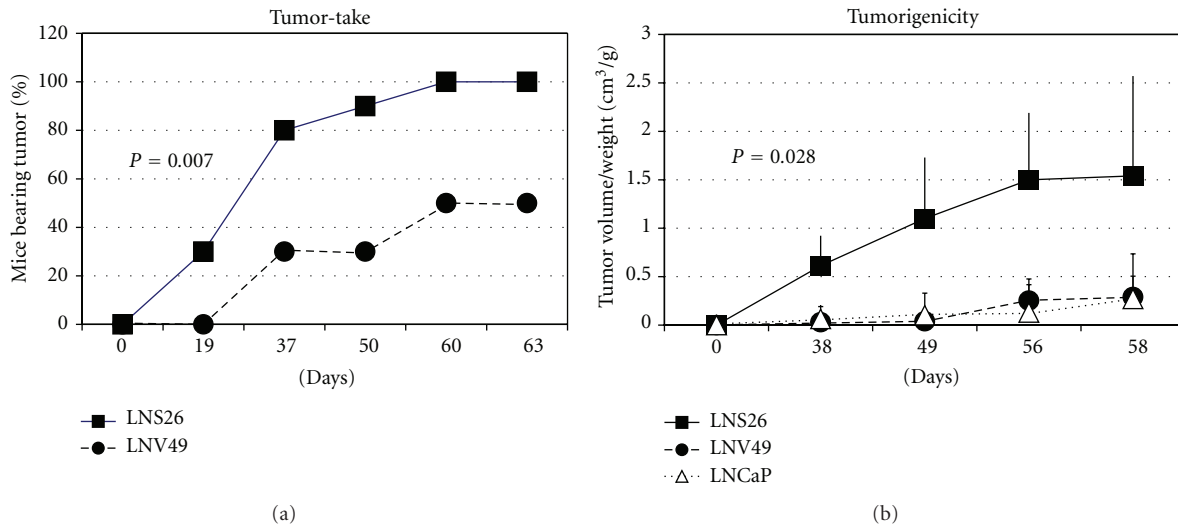 Tumor-take
120
100
80
60
40
20
0
Mice bearing tumor (%)
P = 0.007
0 19 37 50 60 63
(Days)
LNS26
LNV49
(a)
Tumorigenicity
3
2.5
2
1.5
1
0.5
0
Tumor volume/weight (cm³/g)
P = 0.028
0 38 49 56 58
(Days)
LNS26
LNV49
LNCaP
(b)